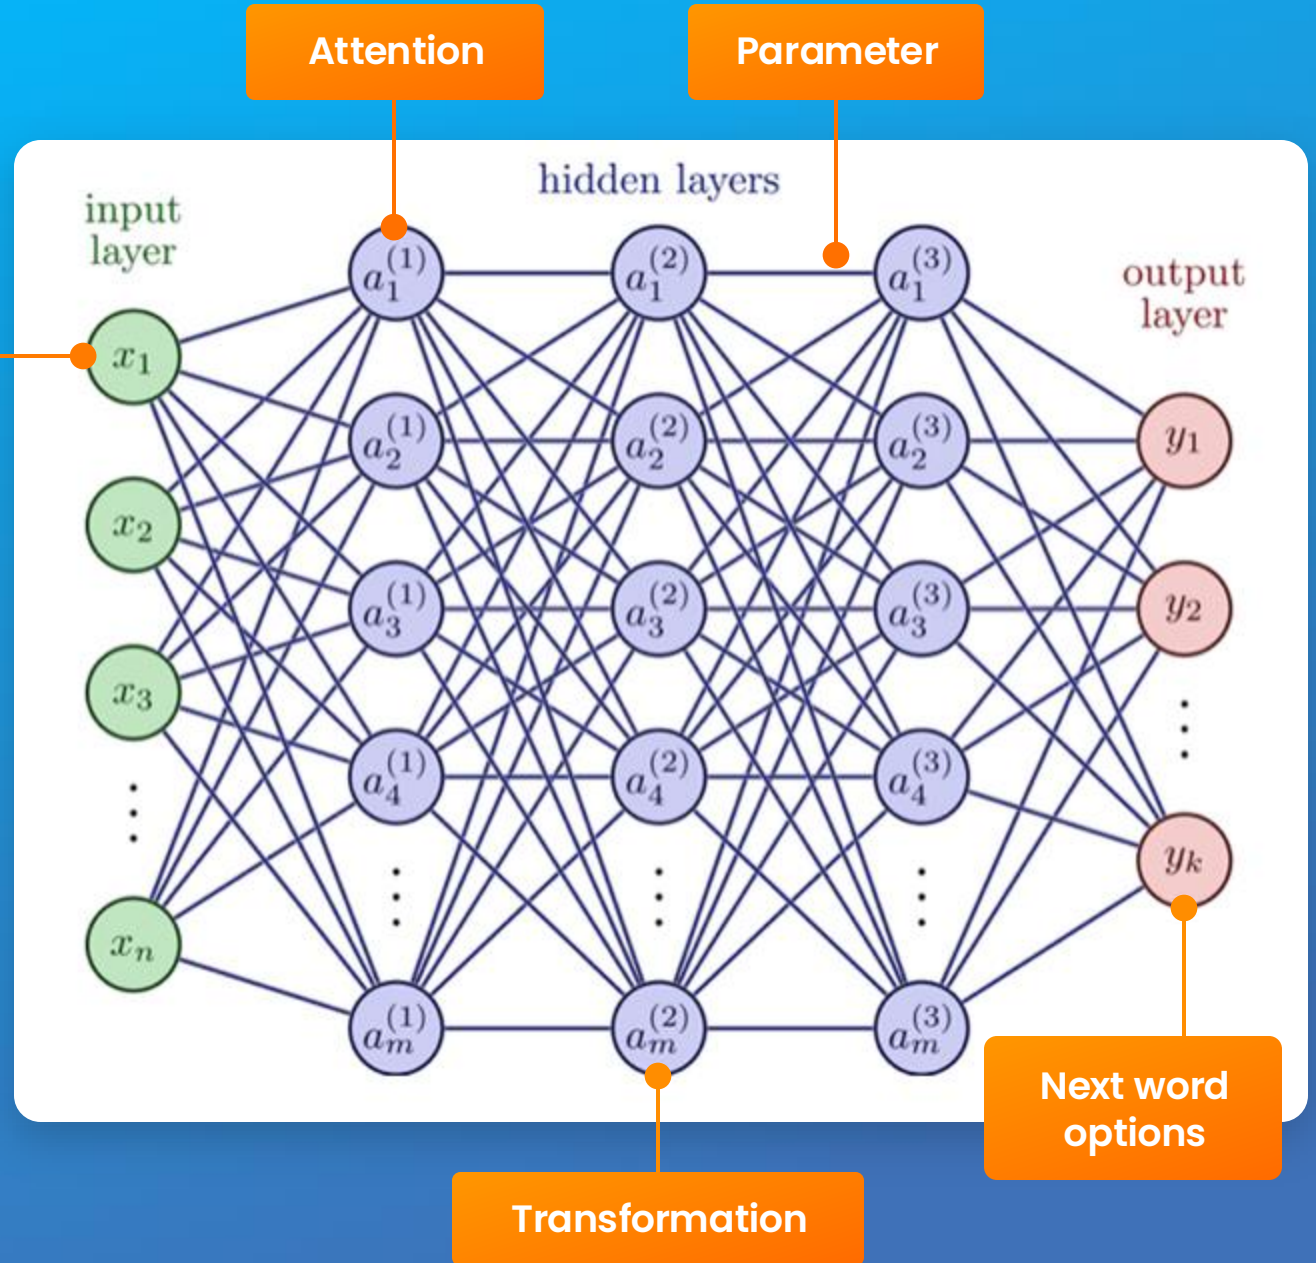 Attention
Parameter
hidden layers
input
layer
output
layer
a₁⁽¹⁾ a₁⁽²⁾ a₁⁽³⁾
x₁
a₂⁽¹⁾ a₂⁽²⁾ a₂⁽³⁾ y₁
x₂
a₃⁽¹⁾ a₃⁽²⁾ a₃⁽³⁾ y₂
x₃
⋮
a₄⁽¹⁾ a₄⁽²⁾ a₄⁽³⁾
⋮
yₖ
⋮ ⋮ ⋮
xₙ
aₘ⁽¹⁾ aₘ⁽²⁾ aₘ⁽³⁾
Next word
options
Transformation